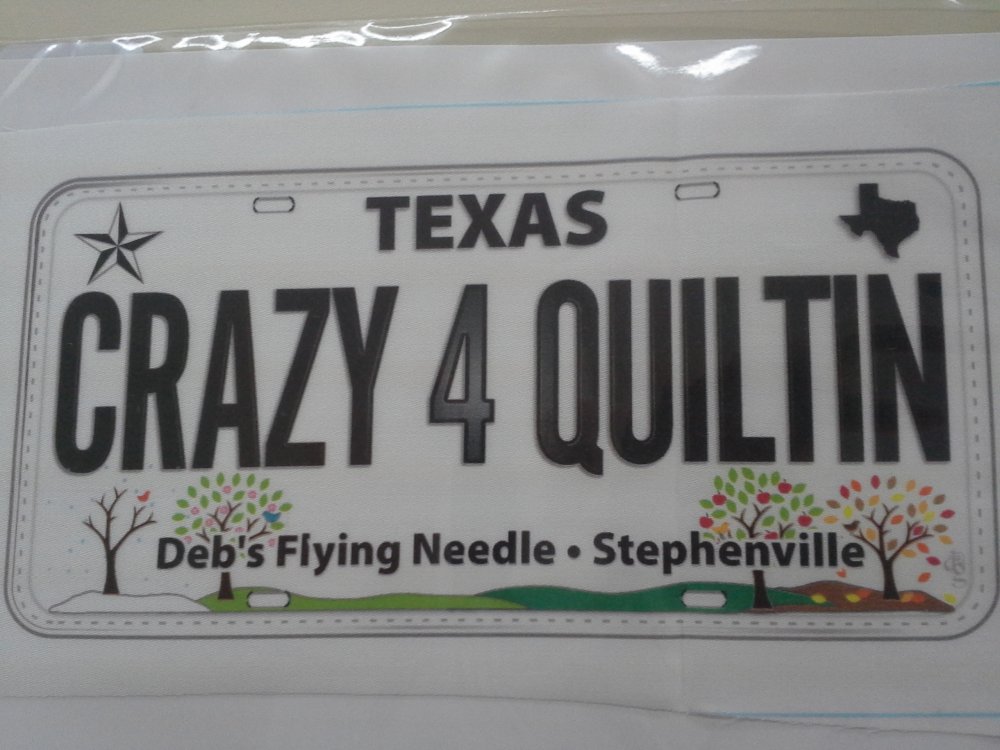 TEXAS
CRAZY 4 QUILTIN
Deb's Flying Needle • Stephenville